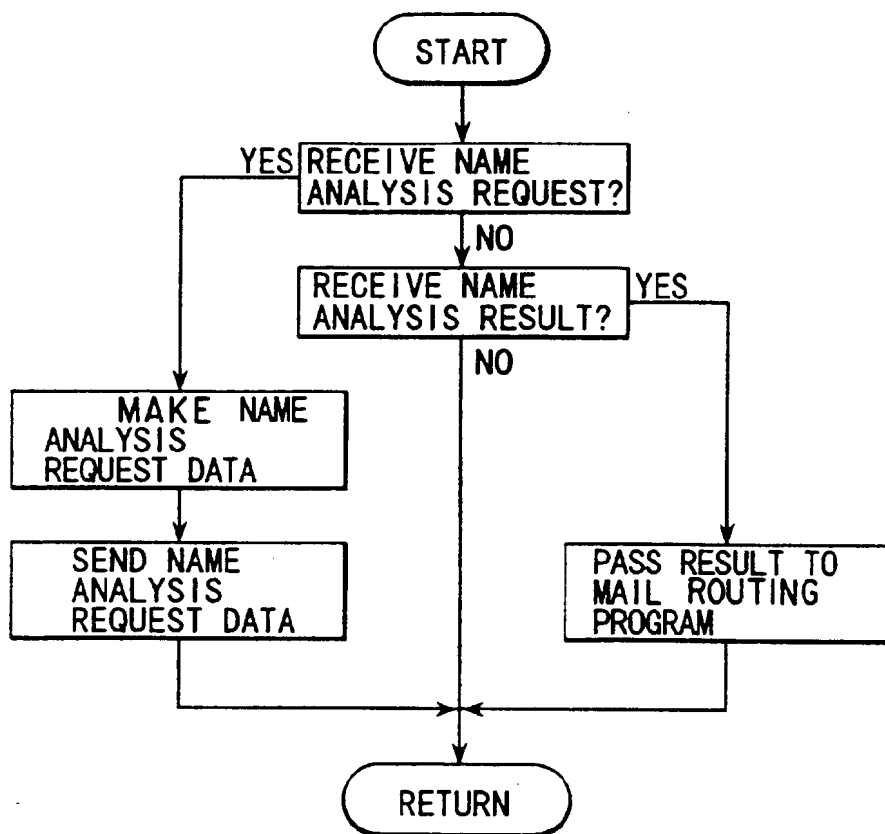 START
YES
RECEIVE NAME
ANALYSIS REQUEST?
NO
RECEIVE NAME
ANALYSIS RESULT?
YES
NO
MAKE NAME
ANALYSIS
REQUEST DATA
SEND NAME
ANALYSIS
REQUEST DATA
PASS RESULT TO
MAIL ROUTING
PROGRAM
RETURN